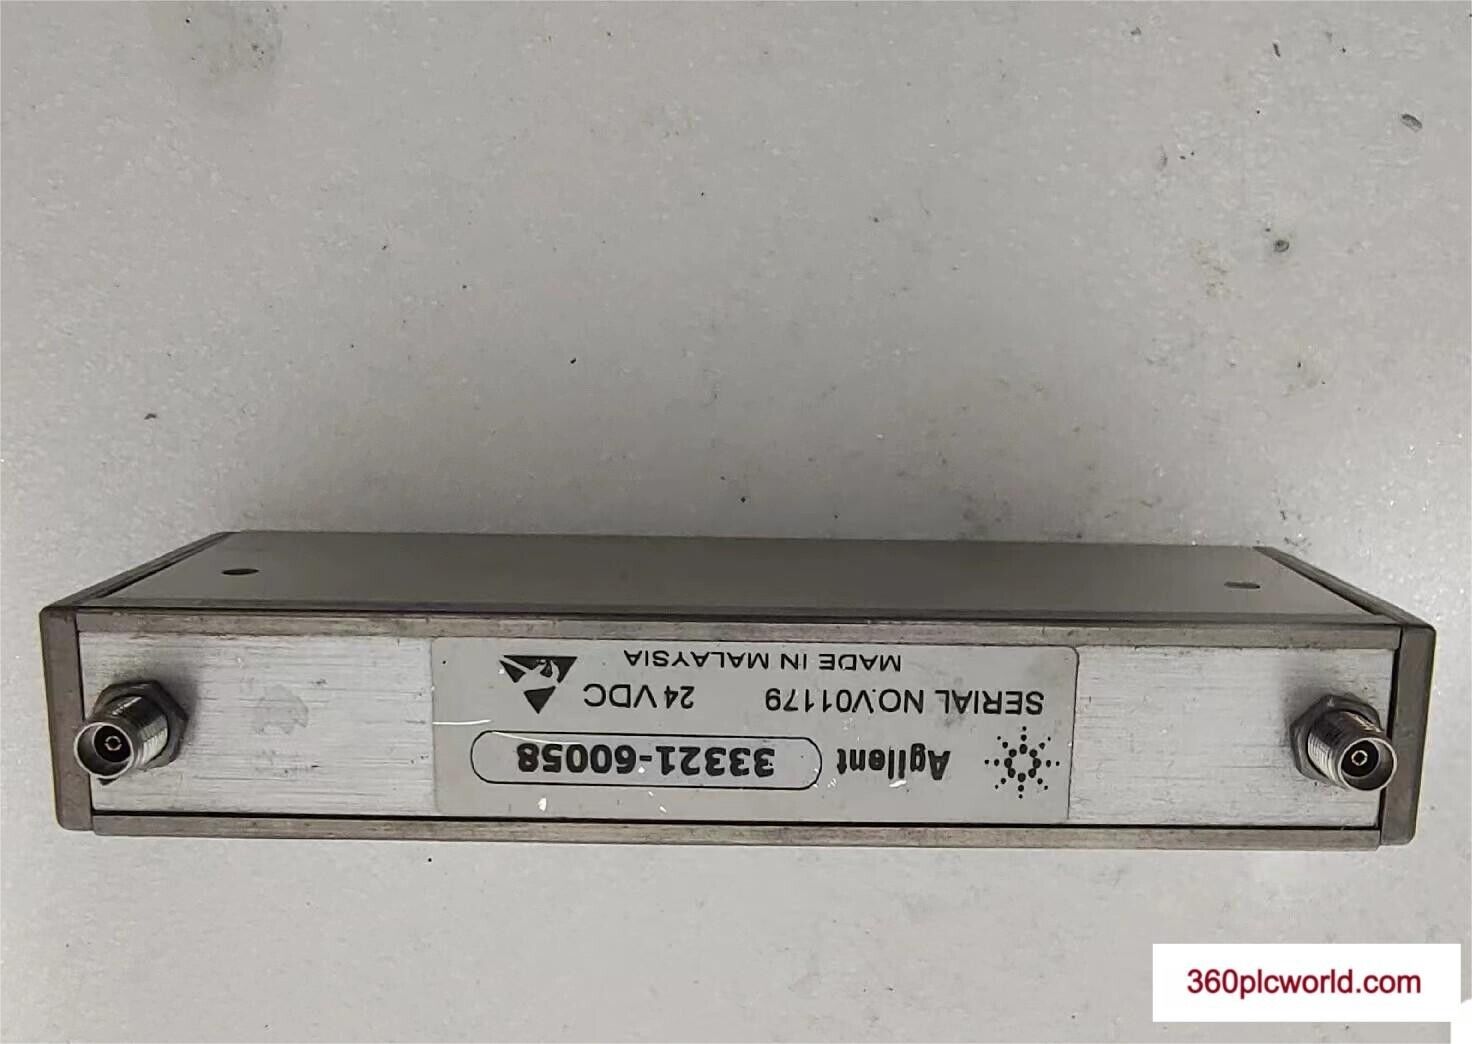 Agilent 33321-60058
SERIAL NO.V01179 24 VDC
MADE IN MALAYSIA
360plcworld.com